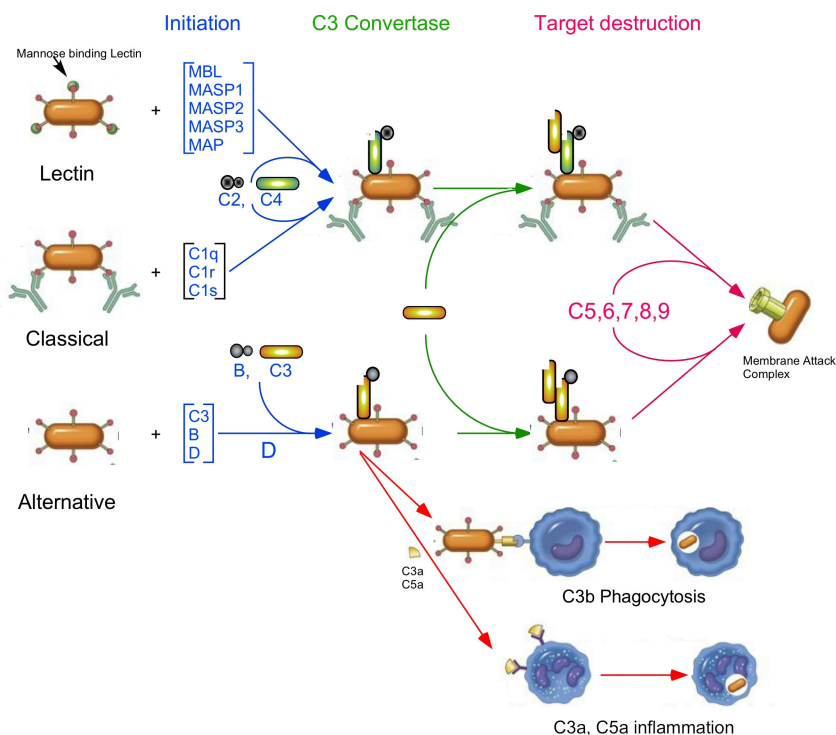 Initiation
C3 Convertase
Target destruction
Mannose binding Lectin
+
MBL
MASP1
MASP2
MASP3
MAP
Lectin
C2, C4
+
C1q
C1r
C1s
Classical
C5,6,7,8,9
Membrane Attack
Complex
B, C3
+
C3
B
D
D
Alternative
C3a
C5a
C3b Phagocytosis
C3a, C5a inflammation